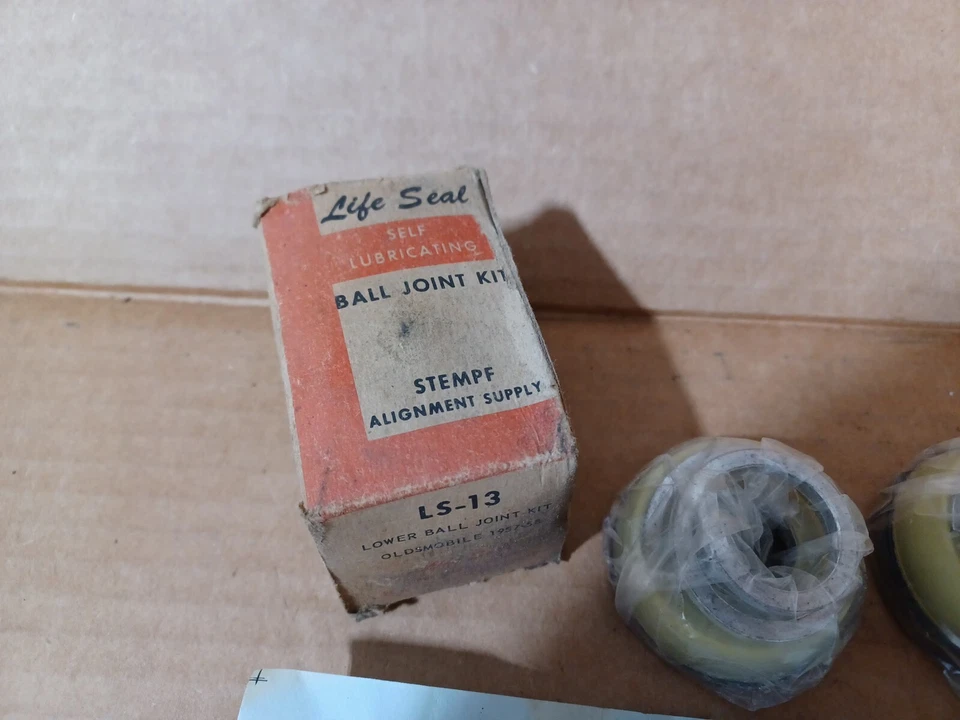 Life Seal
SELF
LUBRICATING
BALL JOINT KIT
STEMPF
ALIGNMENT SUPPLY
LS-13
LOWER BALL JOINT KIT
OLDSMOBILE